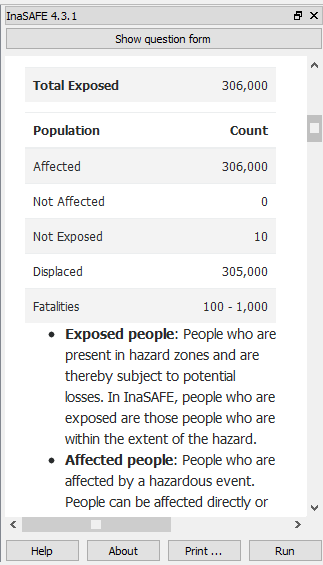 InaSAFE 4.3.1
Show question form
Total Exposed 306,000
Population Count
Affected 306,000
Not Affected 0
Not Exposed 10
Displaced 305,000
Fatalities 100 - 1,000
• Exposed people: People who are
present in hazard zones and are
thereby subject to potential
losses. In InaSAFE, people who are
exposed are those people who are
within the extent of the hazard.
• Affected people: People who are
affected by a hazardous event.
People can be affected directly or
Help About Print ... Run